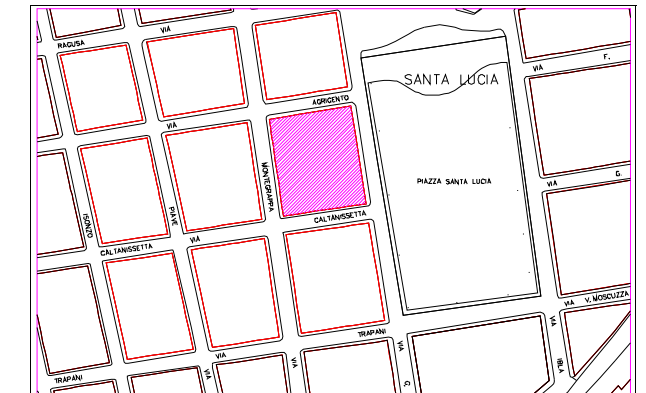 VIA
RAGUSA
F.
VIA
SANTA LUCIA
AGRIGENTO
VIA
G.
MONTEGRAPPA
PIAZZA SANTA LUCIA
VIA
ISONZO
PIAVE
CALTANISSETTA
VIA
CALTANISSETTA
V. MOSCUZZA
VIA
VIA
TRAPANI
VIA
VIA
VIA
IBLA
TRAPANI
VIA
Q.